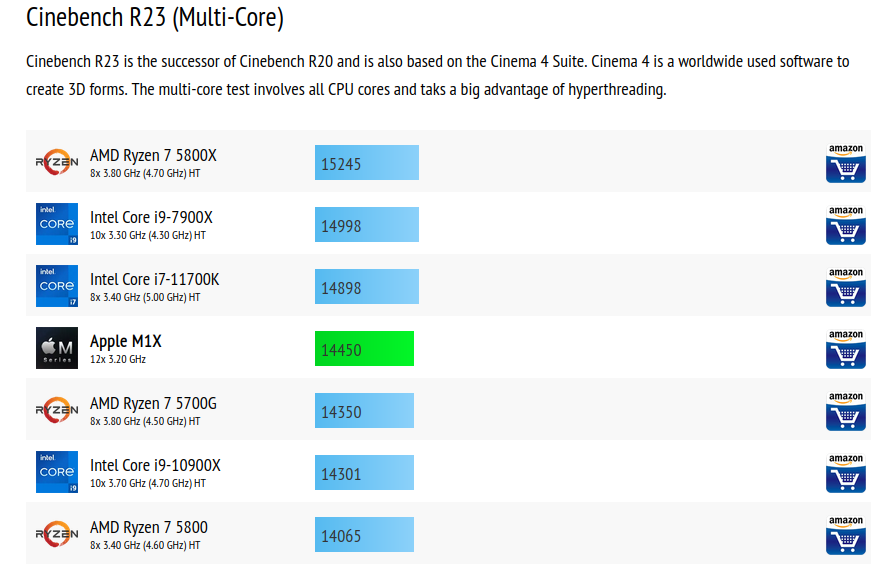 Cinebench R23 (Multi-Core)
Cinebench R23 is the successor of Cinebench R20 and is also based on the Cinema 4 Suite. Cinema 4 is a worldwide used software to
create 3D forms. The multi-core test involves all CPU cores and taks a big advantage of hyperthreading.
RYZEN
AMD Ryzen 7 5800X
8x 3.80 GHz (4.70 GHz) HT
15245
amazon
intel CORE i9
Intel Core i9-7900X
10x 3.30 GHz (4.30 GHz) HT
14998
amazon
intel CORE i7
Intel Core i7-11700K
8x 3.40 GHz (5.00 GHz) HT
14898
amazon
M Series
Apple M1X
12x 3.20 GHz
14450
amazon
RYZEN
AMD Ryzen 7 5700G
8x 3.80 GHz (4.50 GHz) HT
14350
amazon
intel CORE i9
Intel Core i9-10900X
10x 3.70 GHz (4.70 GHz) HT
14301
amazon
RYZEN
AMD Ryzen 7 5800
8x 3.40 GHz (4.60 GHz) HT
14065
amazon